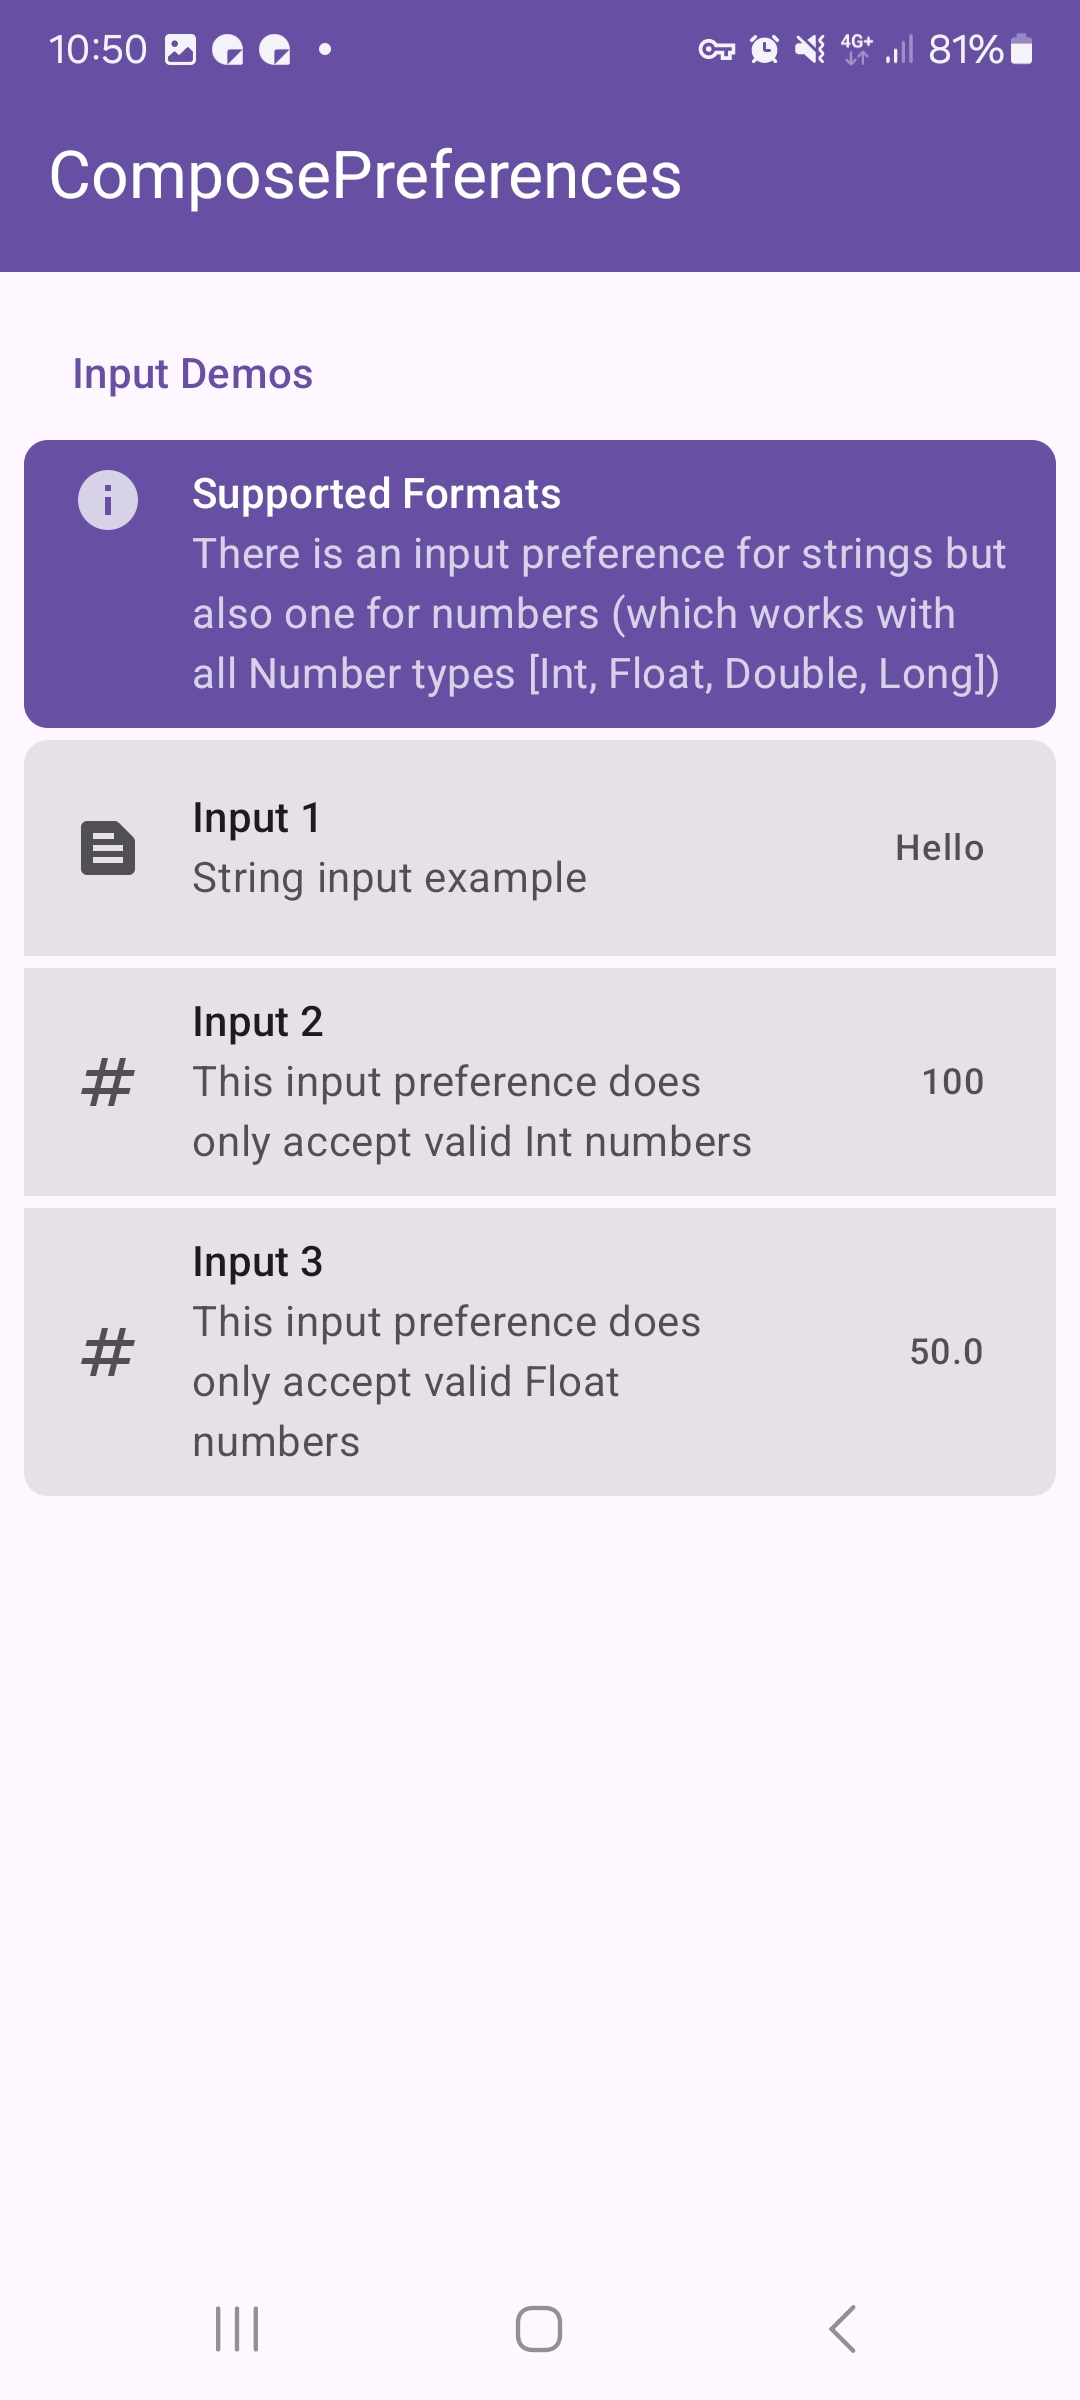 10:50
4G+
81%
ComposePreferences
Input Demos
Supported Formats
There is an input preference for strings but
also one for numbers (which works with
all Number types [Int, Float, Double, Long])
Input 1
String input example
Hello
Input 2
This input preference does
only accept valid Int numbers
100
Input 3
This input preference does
only accept valid Float
numbers
50.0